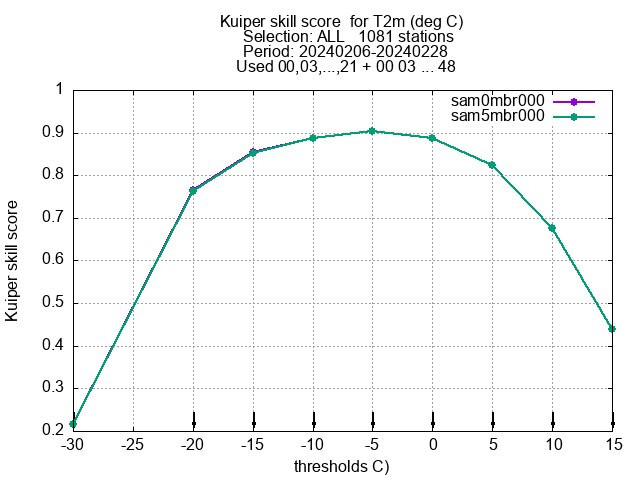 Kuiper skill score  for T2m (deg C)
Selection: ALL   1081 stations
Period: 20240206-20240228
Used 00,03,...,21 + 00 03 ... 48
sam0mbr000
sam5mbr000
1
0.9
0.8
0.7
0.6
0.5
0.4
0.3
0.2
Kuiper skill score
-30 -25 -20 -15 -10 -5 0 5 10 15
thresholds C)